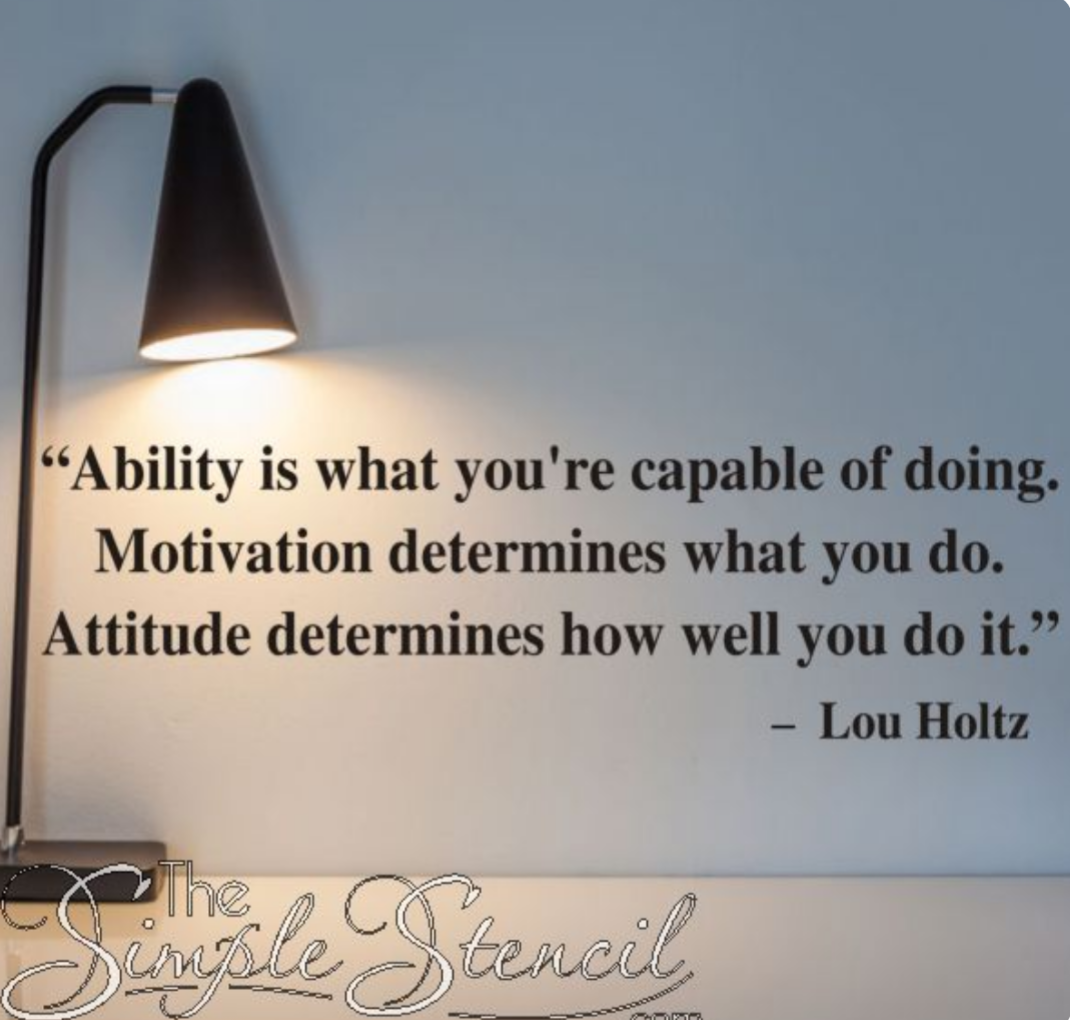 “Ability is what you're capable of doing.
Motivation determines what you do.
Attitude determines how well you do it.”
– Lou Holtz
The
Simple Stencil
.com